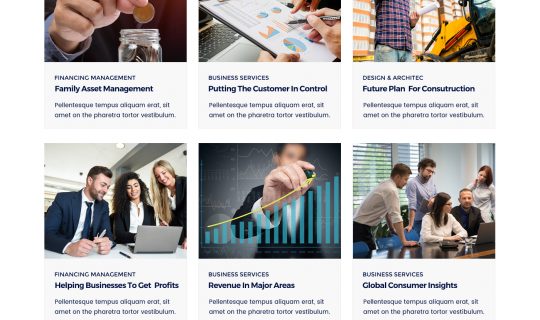 FINANCING MANAGEMENT
Family Asset Management
Pellentesque tempus aliquam erat, sit
amet on the pharetra tortor vestibulum.
BUSINESS SERVICES
Putting The Customer In Control
Pellentesque tempus aliquam erat, sit
amet on the pharetra tortor vestibulum.
DESIGN & ARCHITEC
Future Plan For Consutruction
Pellentesque tempus aliquam erat, sit
amet on the pharetra tortor vestibulum.
FINANCING MANAGEMENT
Helping Businesses To Get Profits
Pellentesque tempus aliquam erat, sit
amet on the pharetra tortor vestibulum.
BUSINESS SERVICES
Revenue In Major Areas
Pellentesque tempus aliquam erat, sit
amet on the pharetra tortor vestibulum.
BUSINESS SERVICES
Global Consumer Insights
Pellentesque tempus aliquam erat, sit
amet on the pharetra tortor vestibulum.